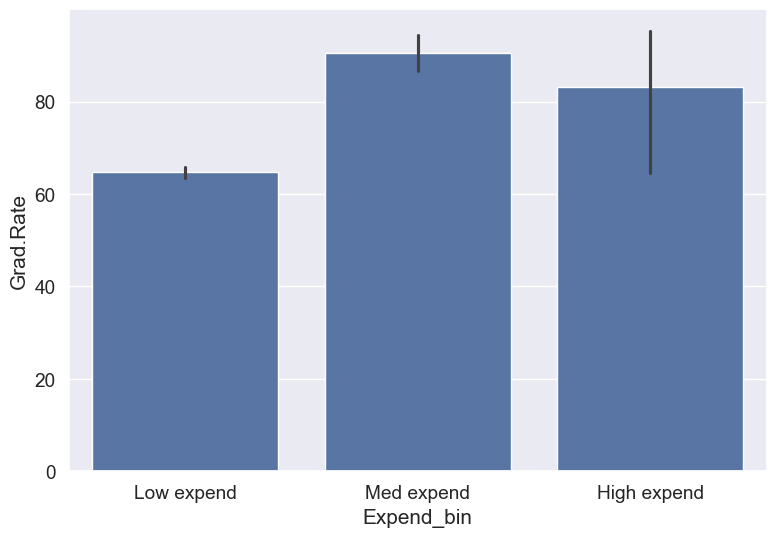 Grad.Rate
80
60
40
20
0
Low expend
Med expend
High expend
Expend_bin